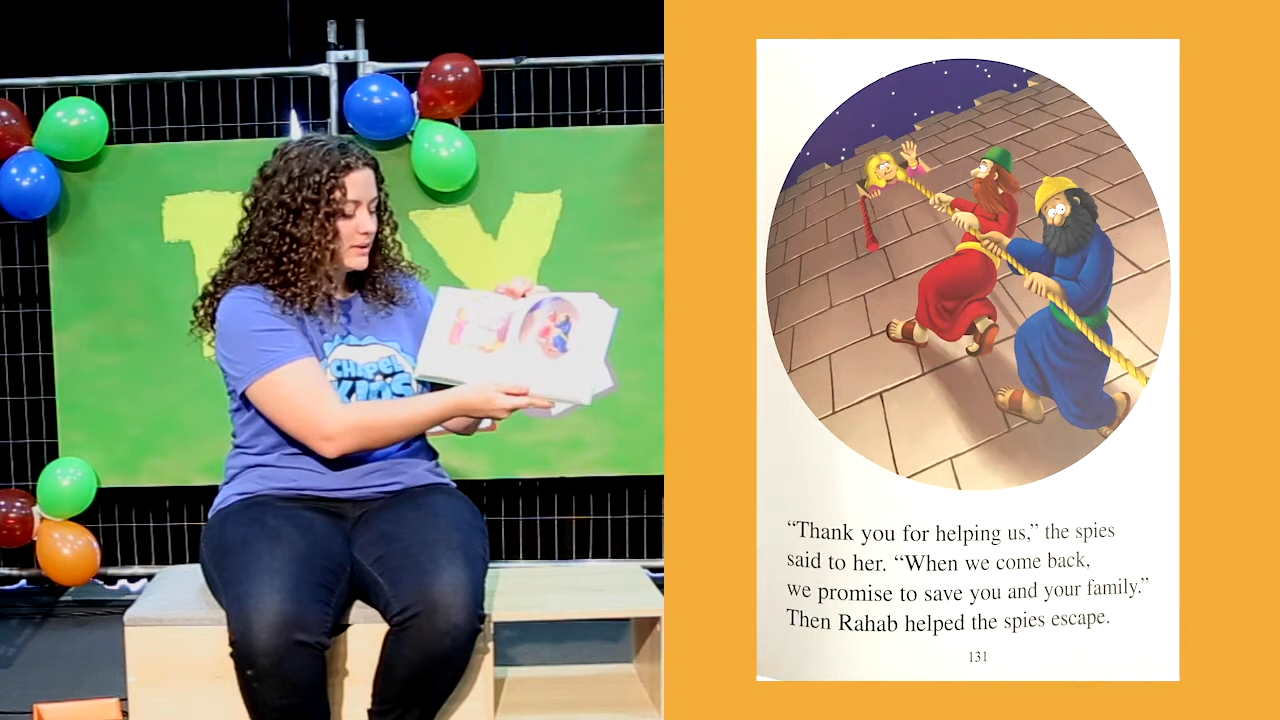 CHAPEL
KIDS
“Thank you for helping us,” the spies
said to her. “When we come back,
we promise to save you and your family.”
Then Rahab helped the spies escape.
131